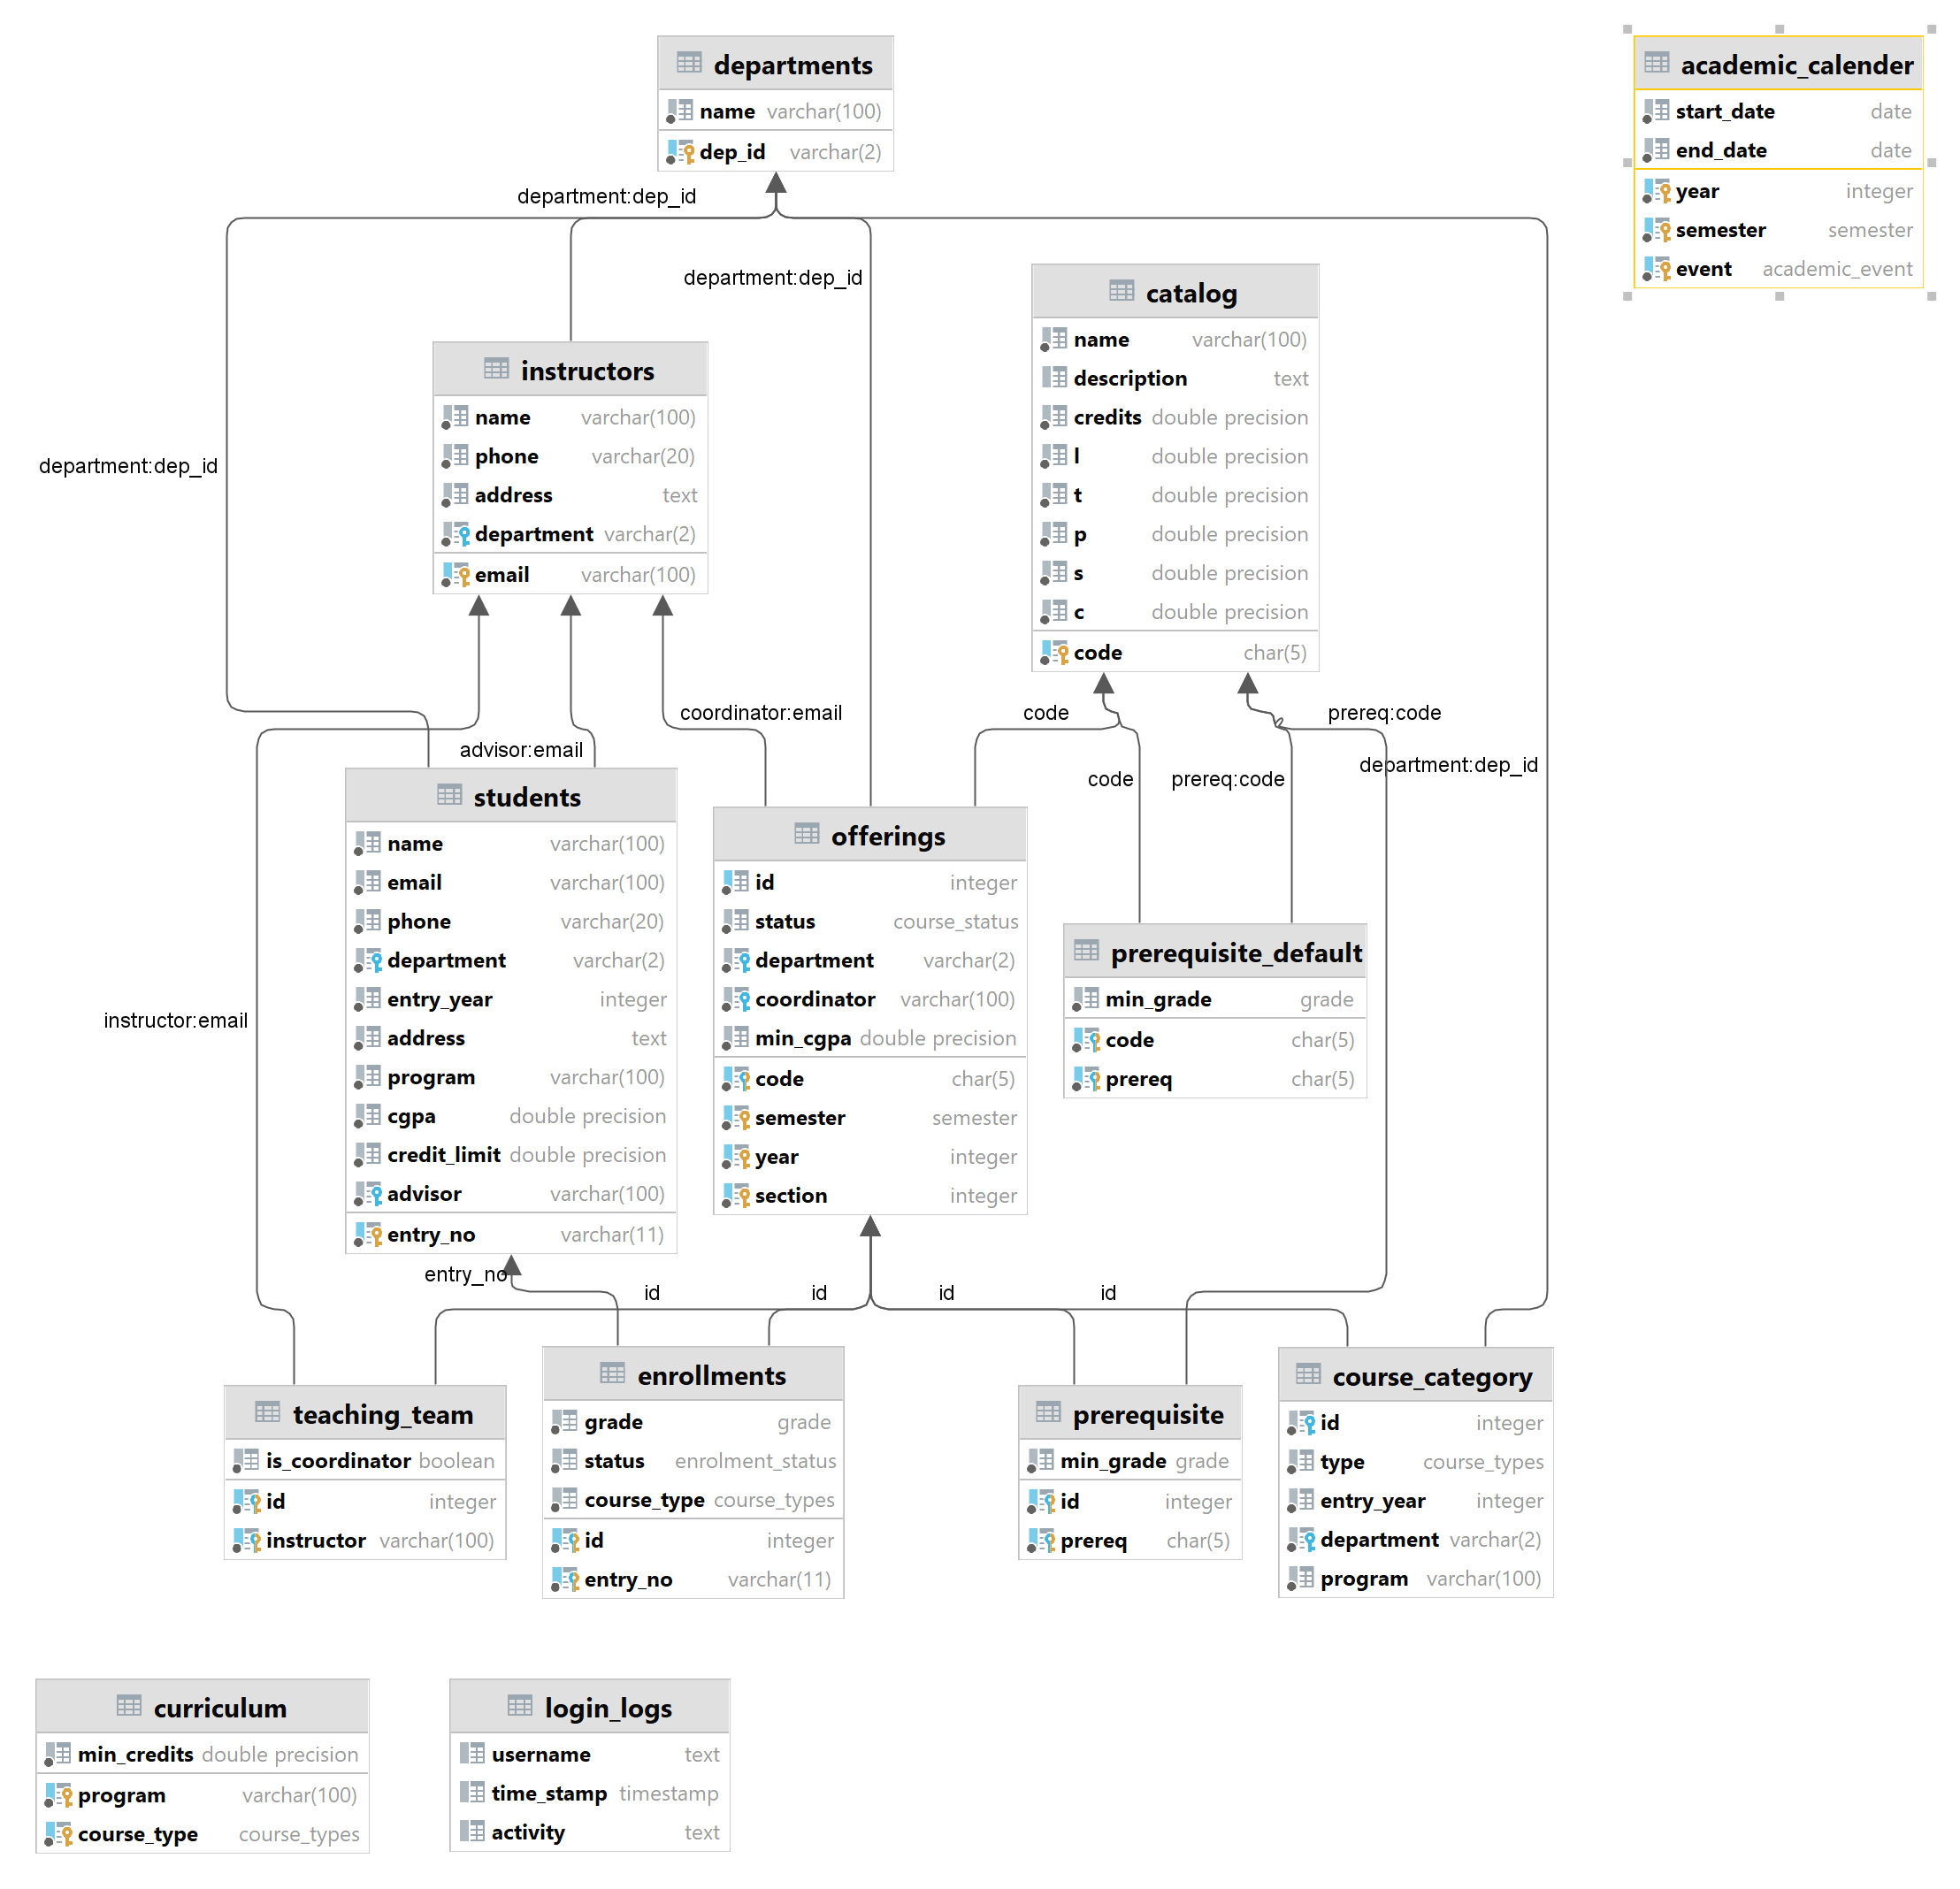 departments
name varchar(100)
dep_id varchar(2)
academic_calender
start_date date
end_date date
year integer
semester semester
event academic_event
department:dep_id
department:dep_id
department:dep_id
department:dep_id
catalog
name varchar(100)
description text
credits double precision
l double precision
t double precision
p double precision
s double precision
c double precision
code char(5)
instructors
name varchar(100)
phone varchar(20)
address text
department varchar(2)
email varchar(100)
coordinator:email
advisor:email
instructor:email
code
code
prereq:code
prereq:code
students
name varchar(100)
email varchar(100)
phone varchar(20)
department varchar(2)
entry_year integer
address text
program varchar(100)
cgpa double precision
credit_limit double precision
advisor varchar(100)
entry_no varchar(11)
offerings
id integer
status course_status
department varchar(2)
coordinator varchar(100)
min_cgpa double precision
code char(5)
semester semester
year integer
section integer
prerequisite_default
min_grade grade
code char(5)
prereq char(5)
entry_no
id
id
id
id
teaching_team
is_coordinator boolean
id integer
instructor varchar(100)
enrollments
grade grade
status enrolment_status
course_type course_types
id integer
entry_no varchar(11)
prerequisite
min_grade grade
id integer
prereq char(5)
course_category
id integer
type course_types
entry_year integer
department varchar(2)
program varchar(100)
curriculum
min_credits double precision
program varchar(100)
course_type course_types
login_logs
username text
time_stamp timestamp
activity text